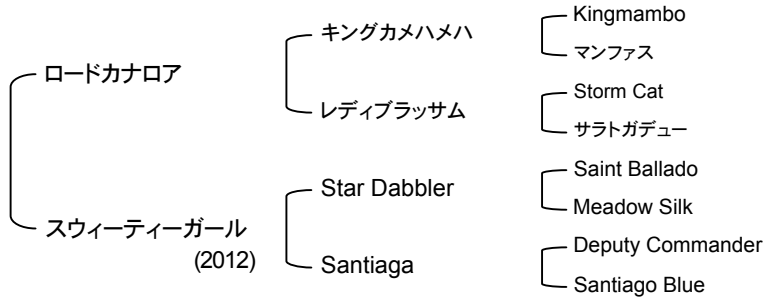 ロードカナロア
スウィーティーガール
(2012)
キングカメハメハ
レディブラッサム
Star Dabbler
Santiaga
Kingmambo
マンファス
Storm Cat
サラトガデュー
Saint Ballado
Meadow Silk
Deputy Commander
Santiago Blue